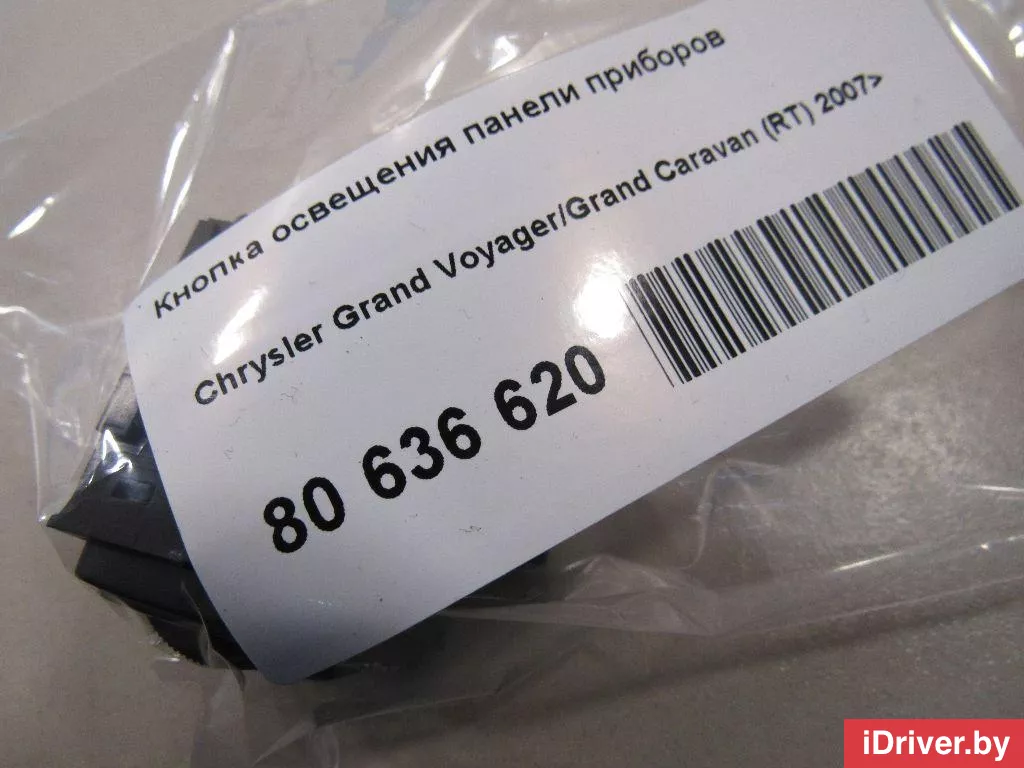 Кнопка освещения панели приборов
Chrysler Grand Voyager/Grand Caravan (RT) 2007>
80 636 620
iDriver.by